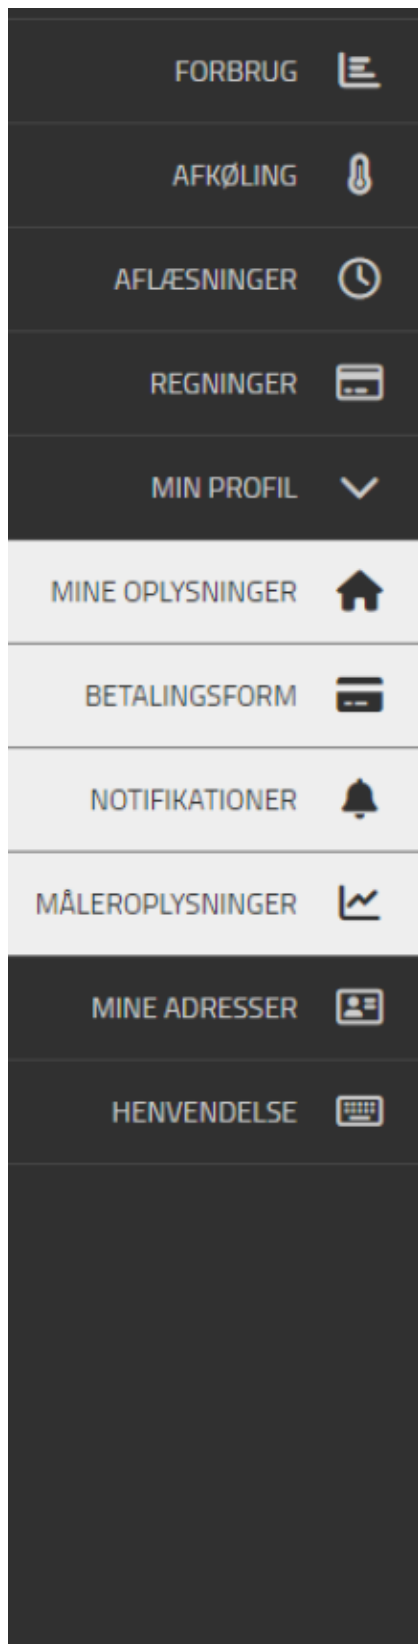 FORBRUG
AFKØLING
AFLÆSNINGER
REGNINGER
MIN PROFIL
MINE OPLYSNINGER
BETALINGSFORM
NOTIFIKATIONER
MÅLEROPLYSNINGER
MINE ADRESSER
HENVENDELSE